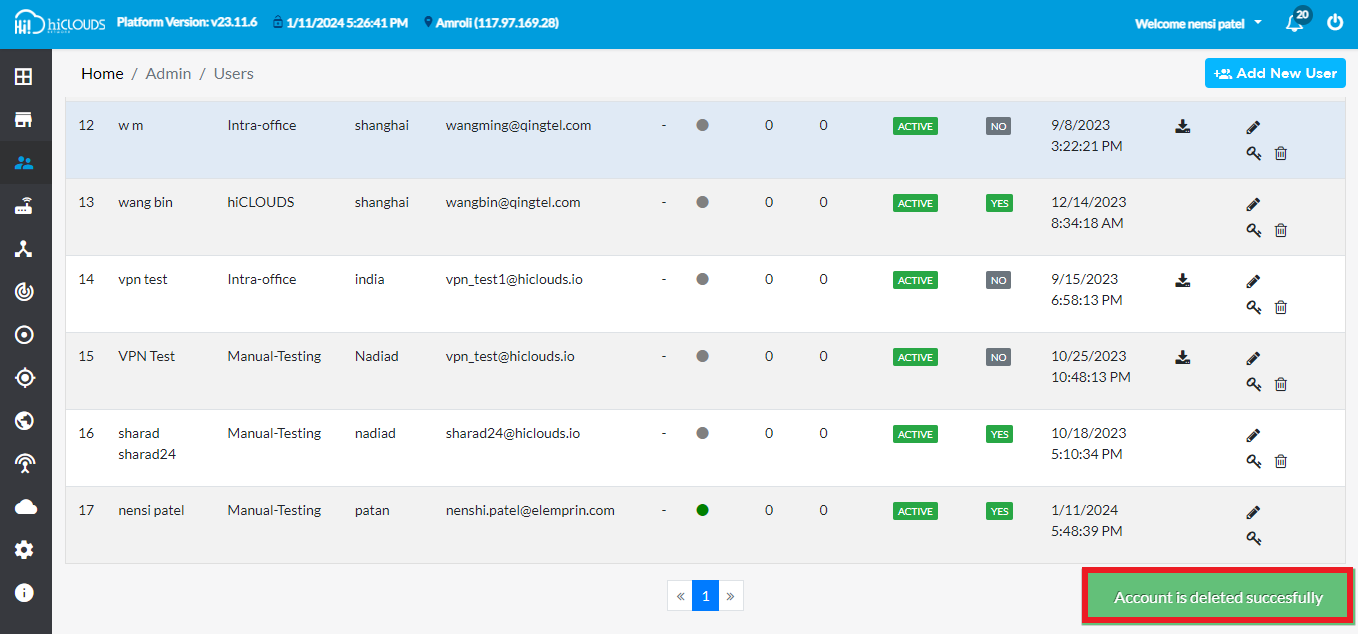 hiCLOUDS Platform Version: v23.11.6 1/11/2024 5:26:41 PM Amroli (117.97.169.28) Welcome nensi patel 20
Home / Admin / Users Add New User
12 w m Intra-office shanghai wangming@qingtel.com - 0 0 ACTIVE NO 9/8/2023
3:22:21 PM
13 wang bin hiCLOUDS shanghai wangbin@qingtel.com - 0 0 ACTIVE YES 12/14/2023
8:34:18 AM
14 vpn test Intra-office india vpn_test1@hiclouds.io - 0 0 ACTIVE NO 9/15/2023
6:58:13 PM
15 VPN Test Manual-Testing Nadiad vpn_test@hiclouds.io - 0 0 ACTIVE NO 10/25/2023
10:48:13 PM
16 sharad Manual-Testing nadiad sharad24@hiclouds.io - 0 0 ACTIVE YES 10/18/2023
sharad24 5:10:34 PM
17 nensi patel Manual-Testing patan nenshi.patel@elemprin.com - 0 0 ACTIVE YES 1/11/2024
5:48:39 PM
« 1 »
Account is deleted succesfully